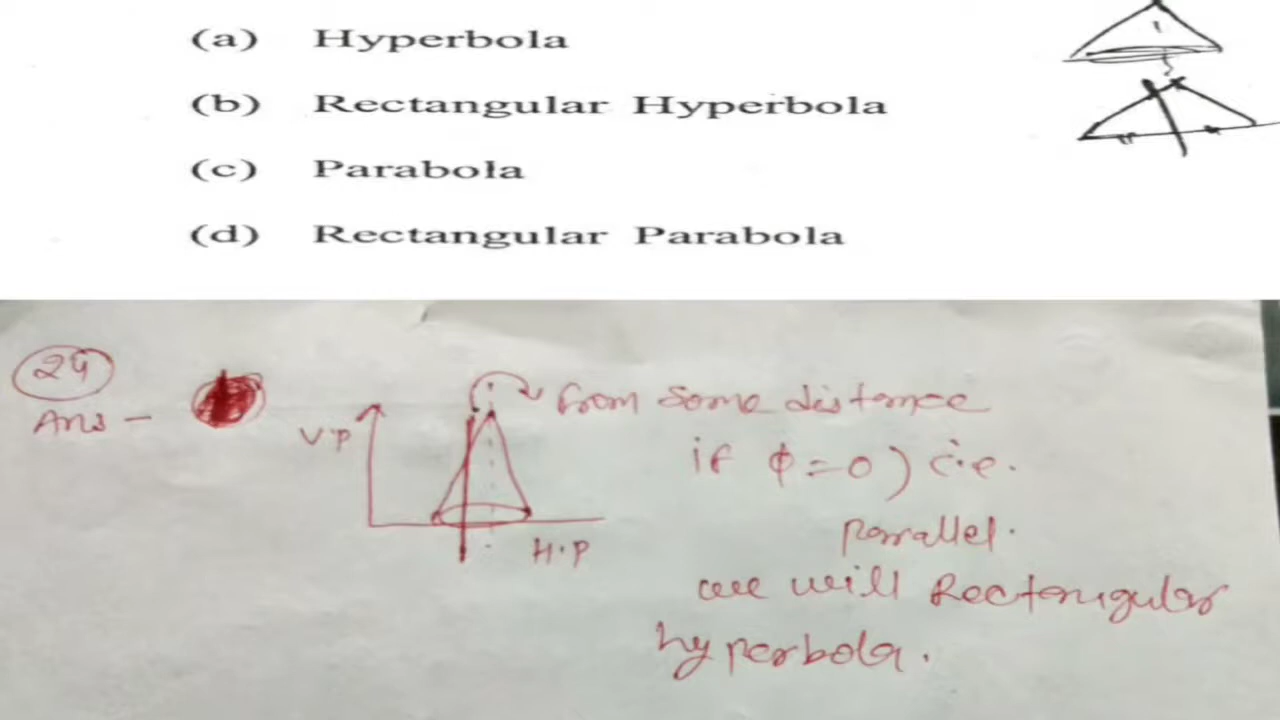 (a) Hyperbola
(b) Rectangular Hyperbola
(c) Parabola
(d) Rectangular Parabola
24
Ans -
V.P
H.P
from some distance
if φ=0) i.e.
parallel.
we will Rectangular
hyperbola.